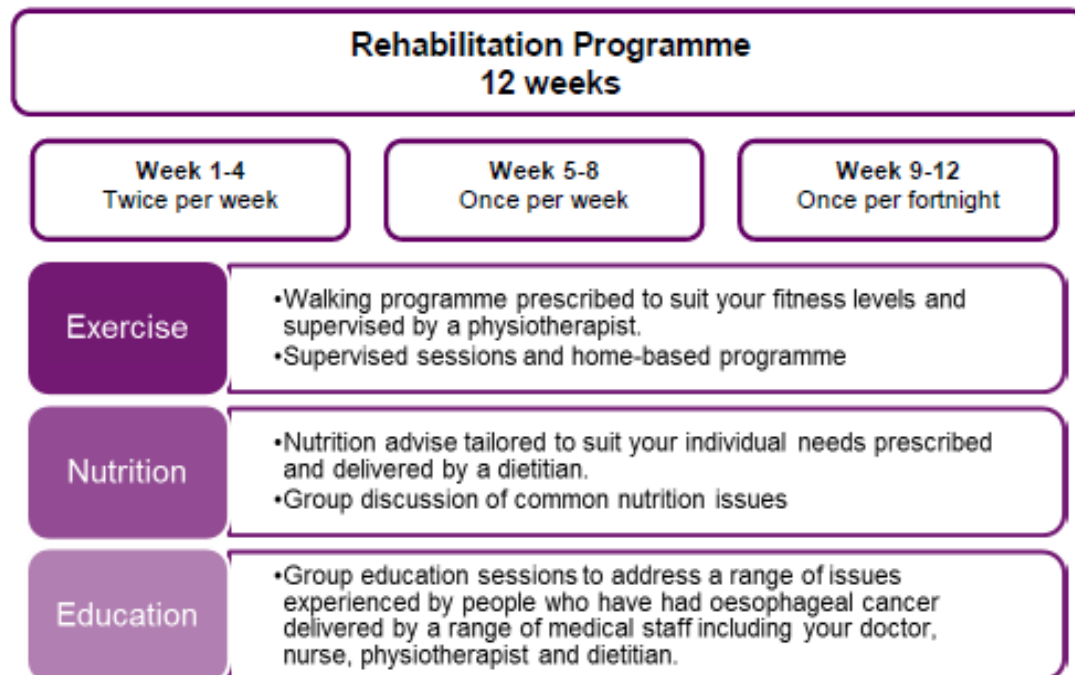 Rehabilitation Programme
12 weeks
Week 1-4
Twice per week
Week 5-8
Once per week
Week 9-12
Once per fortnight
Exercise
•Walking programme prescribed to suit your fitness levels and
supervised by a physiotherapist.
•Supervised sessions and home-based programme
Nutrition
•Nutrition advise tailored to suit your individual needs prescribed
and delivered by a dietitian.
•Group discussion of common nutrition issues
Education
•Group education sessions to address a range of issues
experienced by people who have had oesophageal cancer
delivered by a range of medical staff including your doctor,
nurse, physiotherapist and dietitian.